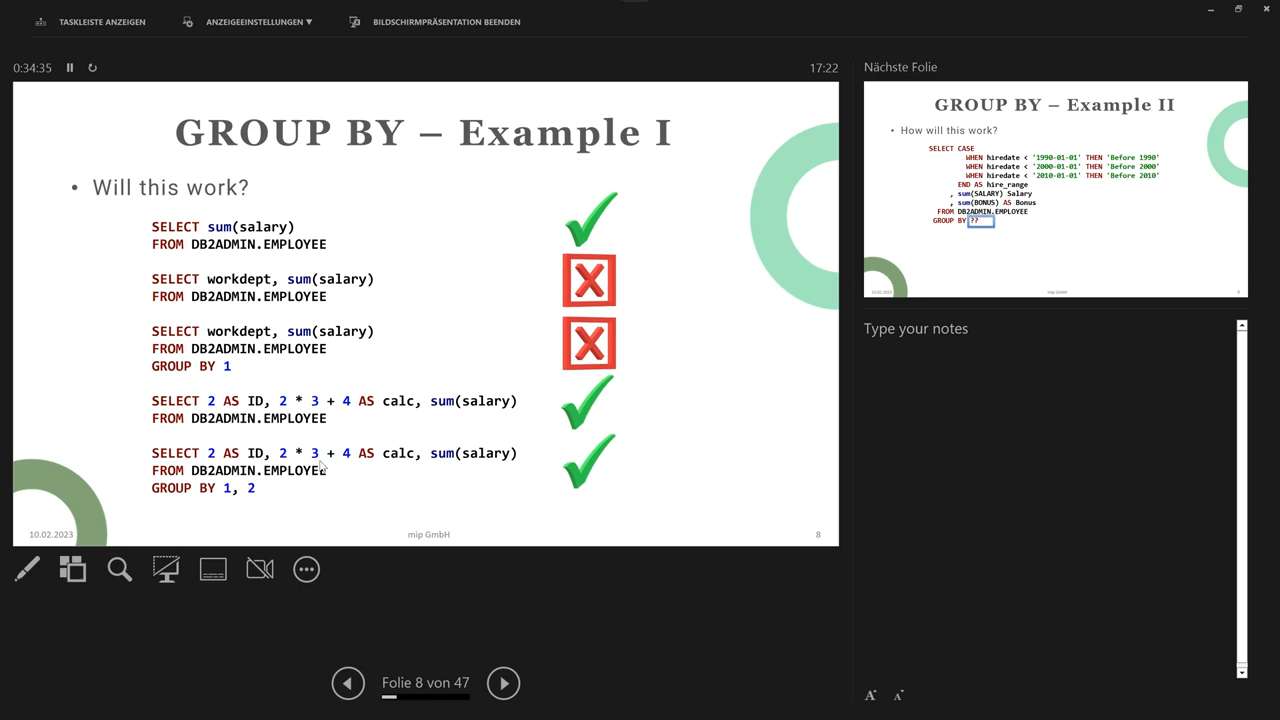 TASKLEISTE ANZEIGEN
ANZEIGEEINSTELLUNGEN ▼
BILDSCHIRMPRÄSENTATION BEENDEN
0:34:35
17:22
GROUP BY – Example I
• Will this work?
SELECT sum(salary)
FROM DB2ADMIN.EMPLOYEE
SELECT workdept, sum(salary)
FROM DB2ADMIN.EMPLOYEE
SELECT workdept, sum(salary)
FROM DB2ADMIN.EMPLOYEE
GROUP BY 1
SELECT 2 AS ID, 2 * 3 + 4 AS calc, sum(salary)
FROM DB2ADMIN.EMPLOYEE
SELECT 2 AS ID, 2 * 3 + 4 AS calc, sum(salary)
FROM DB2ADMIN.EMPLOYEE
GROUP BY 1, 2
10.02.2023
mip GmbH
8
Folie 8 von 47
Nächste Folie
GROUP BY – Example II
• How will this work?
SELECT CASE
WHEN hiredate < '1990-01-01' THEN 'Before 1990'
WHEN hiredate < '2000-01-01' THEN 'Before 2000'
WHEN hiredate < '2010-01-01' THEN 'Before 2010'
END AS hire_range
, sum(SALARY) Salary
, sum(BONUS) AS Bonus
FROM DB2ADMIN.EMPLOYEE
GROUP BY ??
10.02.2023
mip GmbH
9
Type your notes
A A